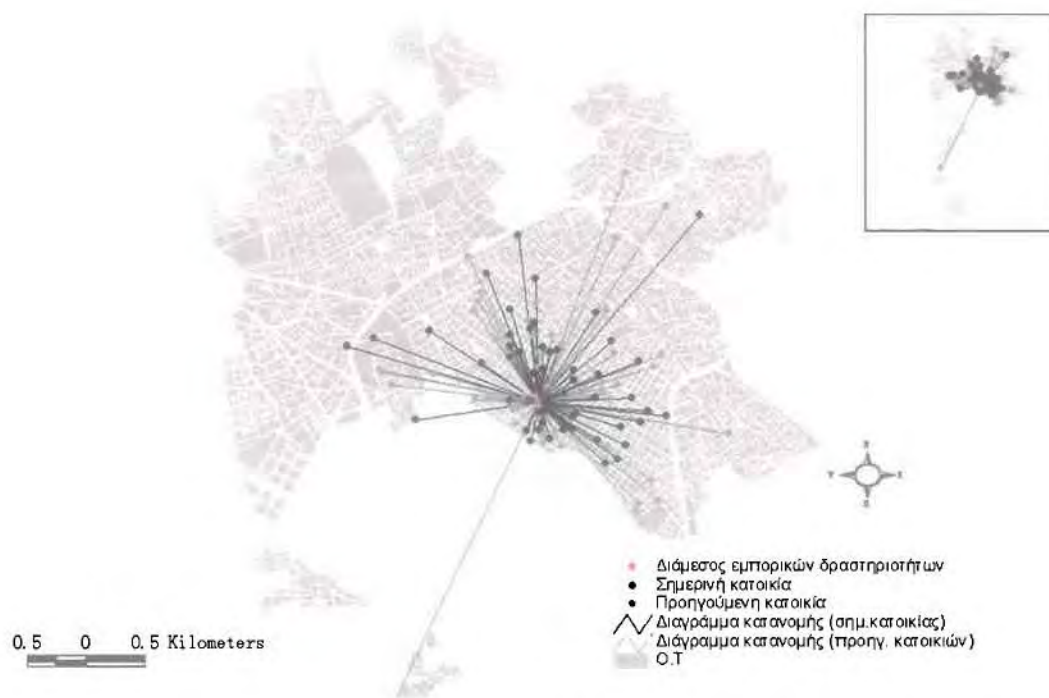 Διάμεσος εμπορικών δραστηριοτήτων
Σημερινή κατοικία
Προηγούμενη κατοικία
Διαγράμμα κατανομής (σημ.κατοικίας)
Διάγραμμα κατανομής (προηγ. κατοικιών)
Ο.Τ
0.5 0 0.5 Kilometers